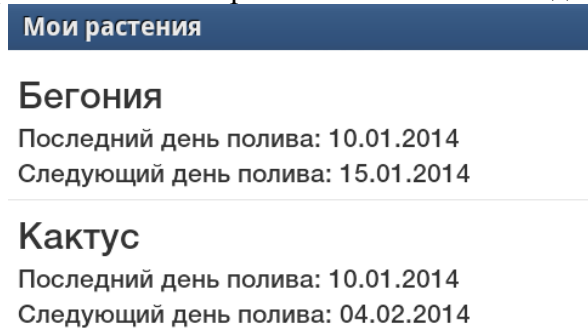 Мои растения
Бегония
Последний день полива: 10.01.2014
Следующий день полива: 15.01.2014
Кактус
Последний день полива: 10.01.2014
Следующий день полива: 04.02.2014